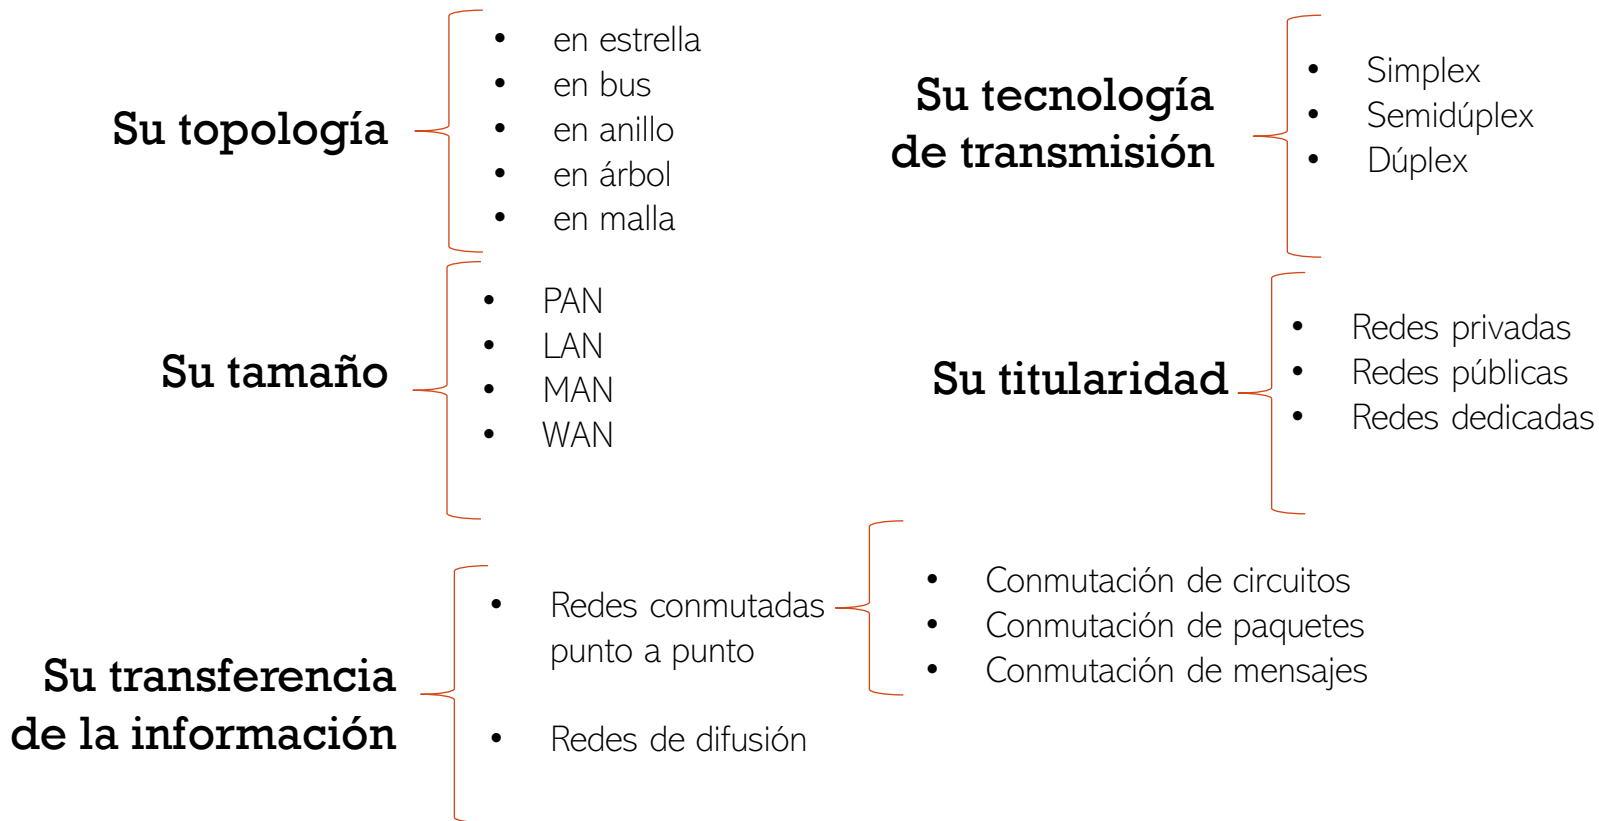 Su topología
• en estrella
• en bus
• en anillo
• en árbol
• en malla
Su tecnología
de transmisión
• Simplex
• Semidúplex
• Dúplex
Su tamaño
• PAN
• LAN
• MAN
• WAN
Su titularidad
• Redes privadas
• Redes públicas
• Redes dedicadas
Su transferencia
de la información
• Redes conmutadas
punto a punto
• Conmutación de circuitos
• Conmutación de paquetes
• Conmutación de mensajes
• Redes de difusión